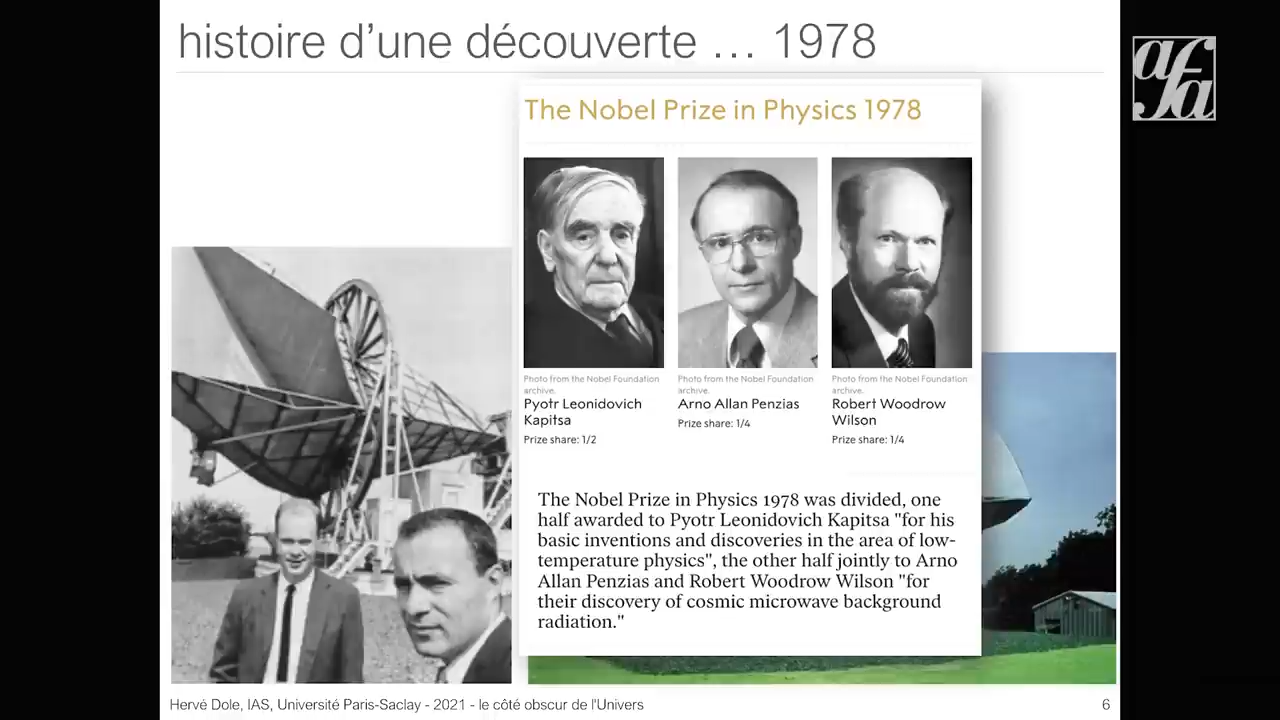 histoire d'une découverte … 1978
afa
The Nobel Prize in Physics 1978
Photo from the Nobel Foundation
archive.
Pyotr Leonidovich
Kapitsa
Prize share: 1/2
Photo from the Nobel Foundation
archive.
Arno Allan Penzias
Prize share: 1/4
Photo from the Nobel Foundation
archive.
Robert Woodrow
Wilson
Prize share: 1/4
The Nobel Prize in Physics 1978 was divided, one
half awarded to Pyotr Leonidovich Kapitsa "for his
basic inventions and discoveries in the area of low-
temperature physics", the other half jointly to Arno
Allan Penzias and Robert Woodrow Wilson "for
their discovery of cosmic microwave background
radiation."
Hervé Dole, IAS, Université Paris-Saclay - 2021 - le côté obscur de l'Univers
6